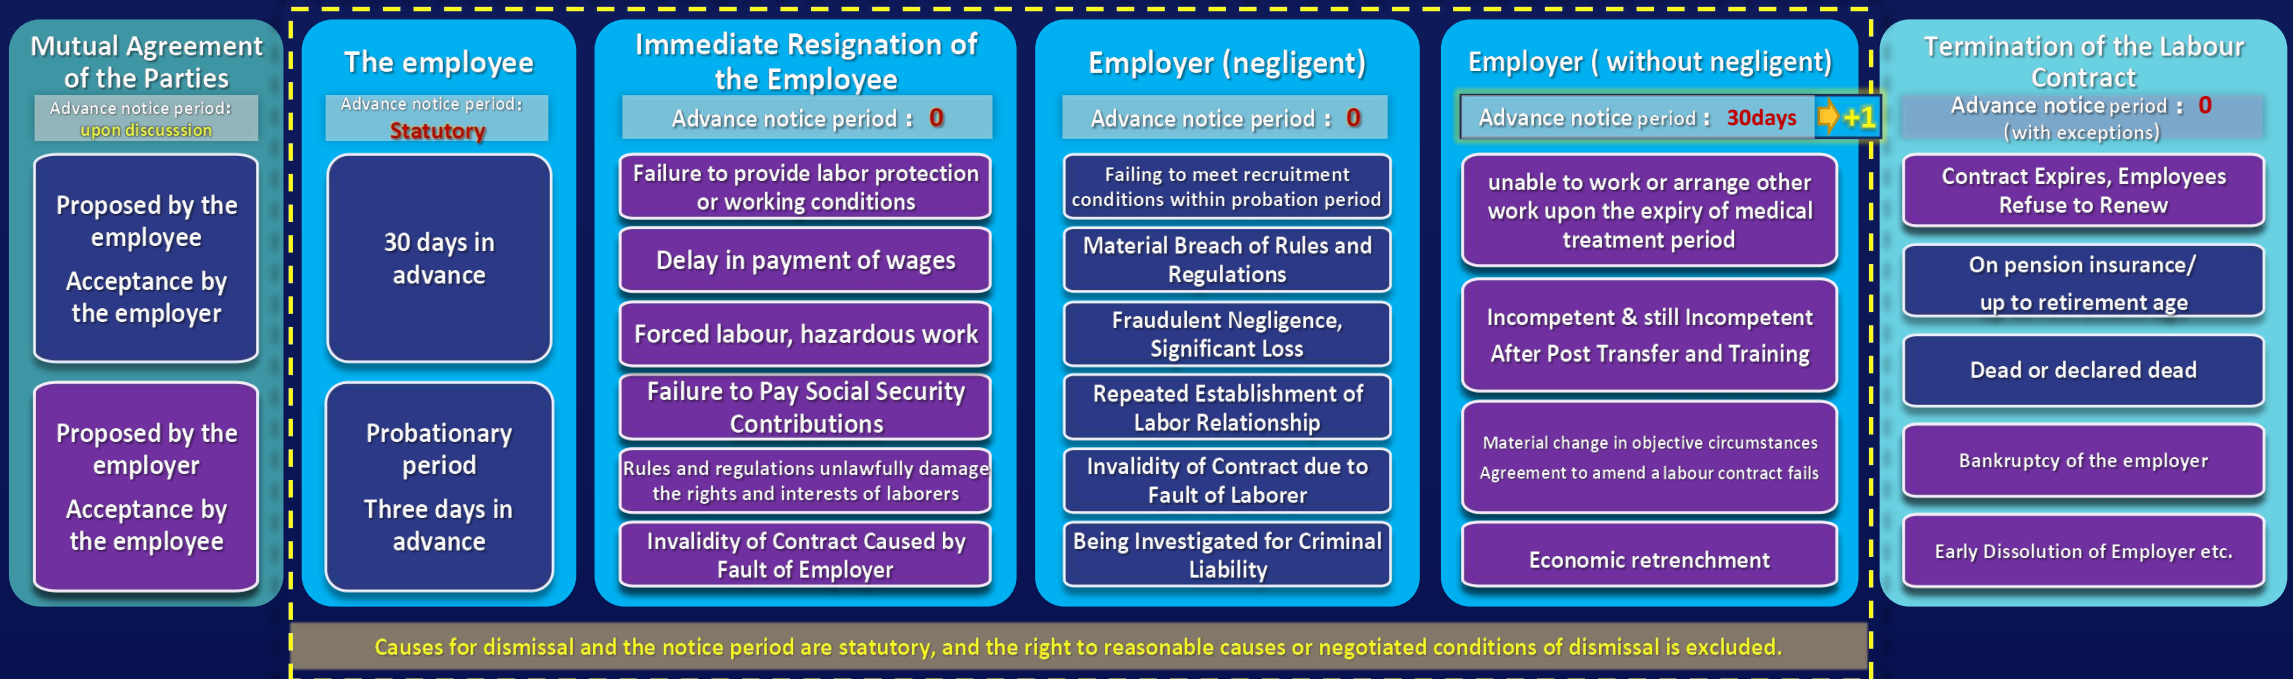 Mutual Agreement
of the Parties
Advance notice period:
upon discusssion
Proposed by the
employee
Acceptance by
the employer
Proposed by the
employer
Acceptance by
the employee
The employee
Advance notice period:
Statutory
30 days in
advance
Probationary
period
Three days in
advance
Immediate Resignation of
the Employee
Advance notice period : 0
Failure to provide labor protection
or working conditions
Delay in payment of wages
Forced labour, hazardous work
Failure to Pay Social Security
Contributions
Rules and regulations unlawfully damage
the rights and interests of laborers
Invalidity of Contract Caused by
Fault of Employer
Employer (negligent)
Advance notice period : 0
Failing to meet recruitment
conditions within probation period
Material Breach of Rules and
Regulations
Fraudulent Negligence,
Significant Loss
Repeated Establishment of
Labor Relationship
Invalidity of Contract due to
Fault of Laborer
Being Investigated for Criminal
Liability
Employer ( without negligent)
Advance notice period : 30days +1
unable to work or arrange other
work upon the expiry of medical
treatment period
Incompetent & still Incompetent
After Post Transfer and Training
Material change in objective circumstances
Agreement to amend a labour contract fails
Economic retrenchment
Termination of the Labour
Contract
Advance notice period : 0
(with exceptions)
Contract Expires, Employees
Refuse to Renew
On pension insurance/
up to retirement age
Dead or declared dead
Bankruptcy of the employer
Early Dissolution of Employer etc.
Causes for dismissal and the notice period are statutory, and the right to reasonable causes or negotiated conditions of dismissal is excluded.